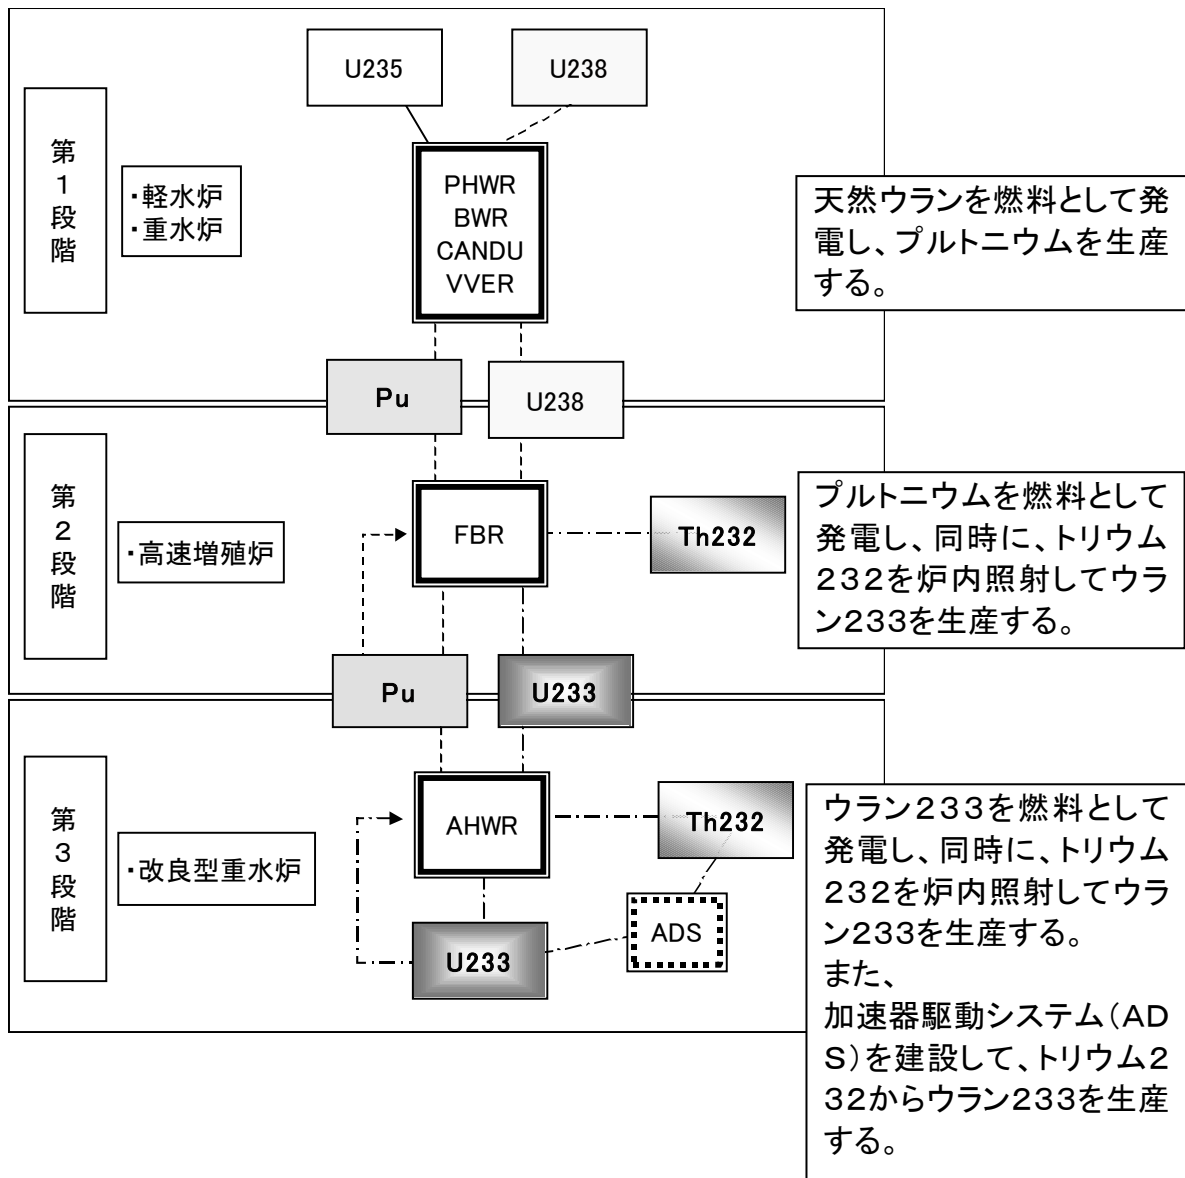 U235
U238
第
1
段
階
・軽水炉
・重水炉
PHWR
BWR
CANDU
VVER
天然ウランを燃料として発
電し、プルトニウムを生産
する。
Pu
U238
第
2
段
階
・高速増殖炉
FBR
Th232
プルトニウムを燃料として
発電し、同時に、トリウム
232を炉内照射してウラ
ン233を生産する。
Pu
U233
第
3
段
階
・改良型重水炉
AHWR
Th232
U233
ADS
ウラン233を燃料として
発電し、同時に、トリウム
232を炉内照射してウラ
ン233を生産する。
また、
加速器駆動システム(AD
S)を建設して、トリウム2
32からウラン233を生産
する。